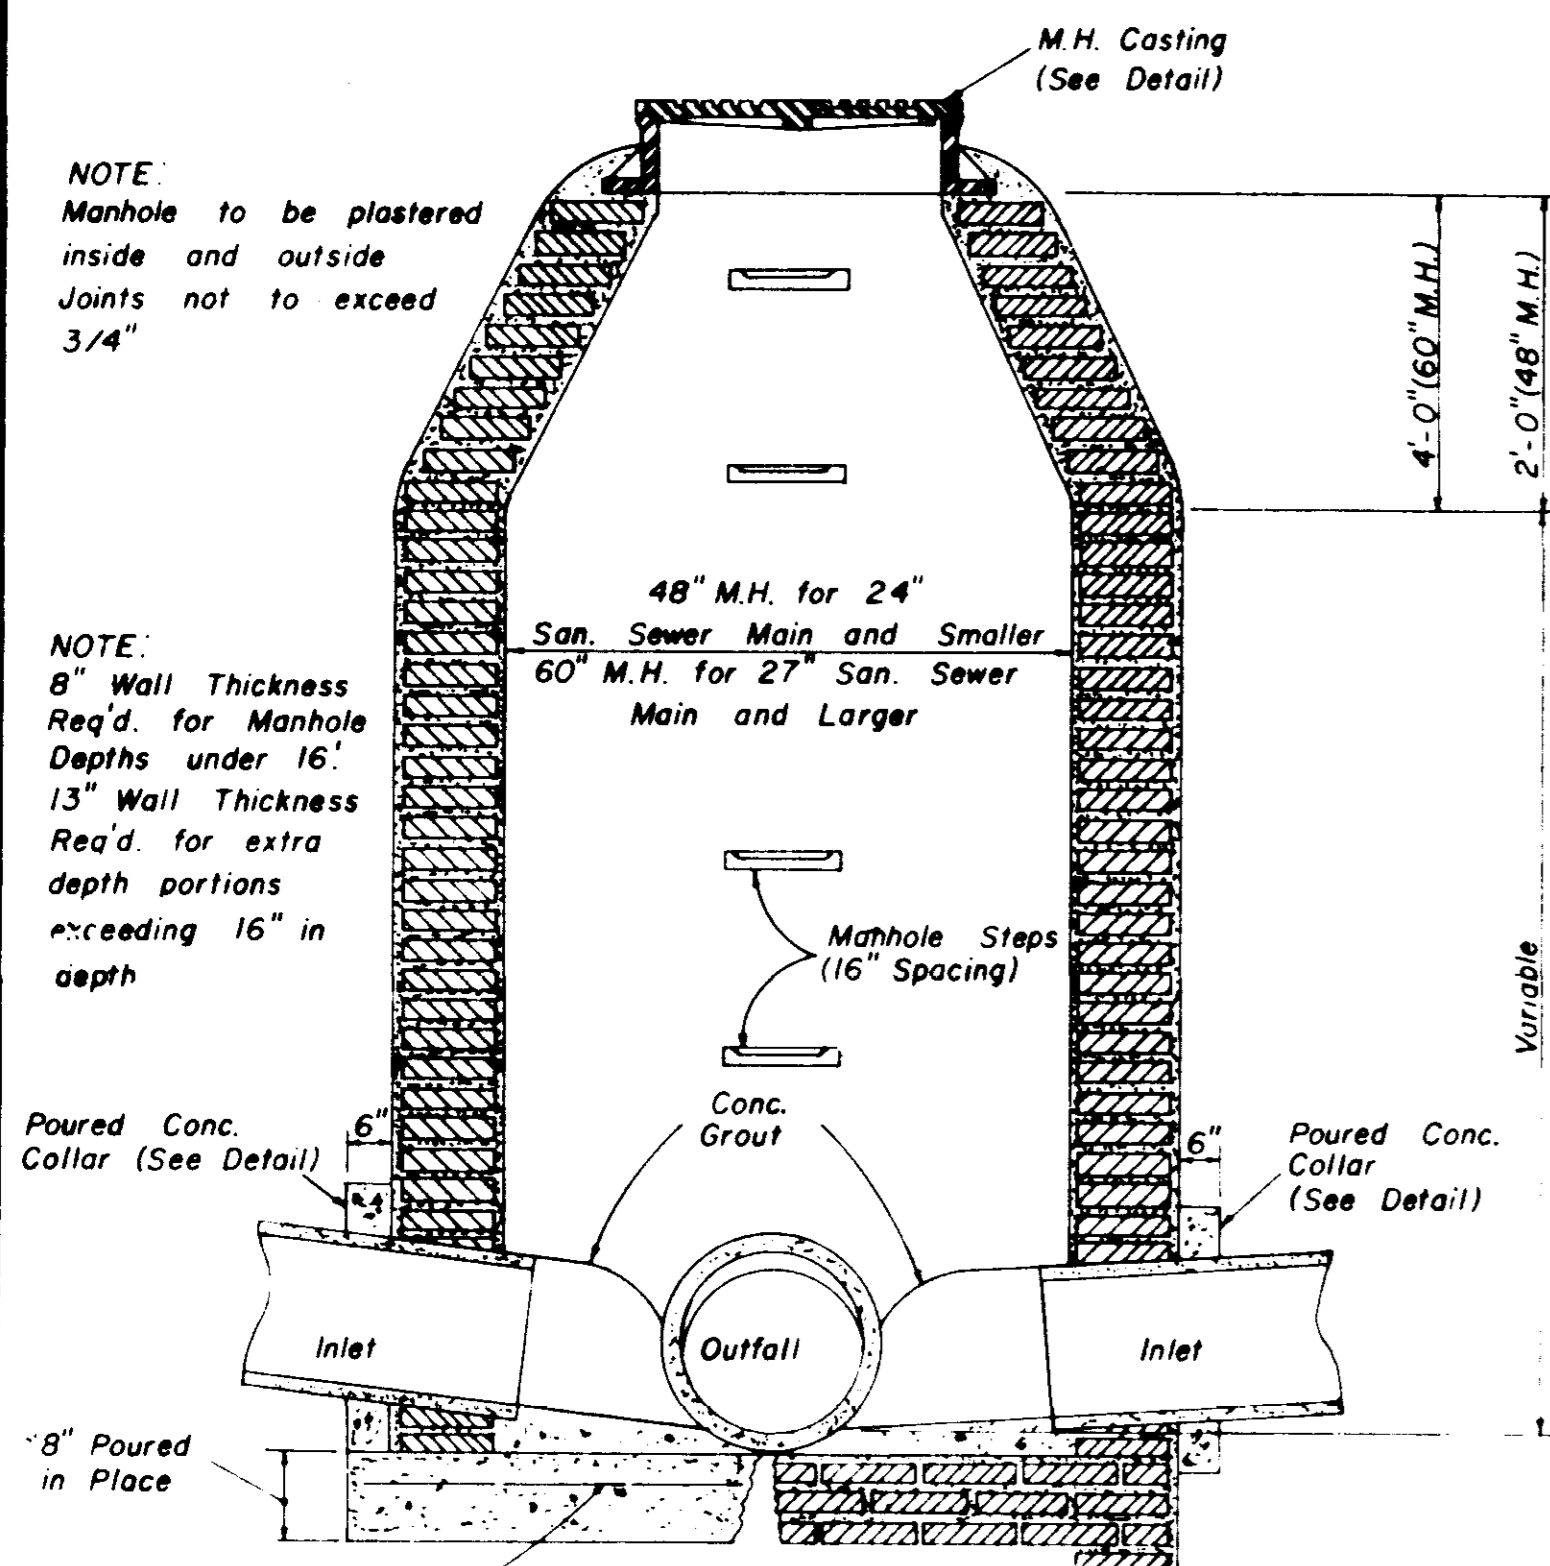 M.H. Casting
(See Detail)
NOTE:
Manhole to be plastered
inside and outside
Joints not to exceed
3/4"
4'-0"(60" M.H.)
2'-0"(48" M.H.)
48" M.H. for 24"
San. Sewer Main and Smaller
60" M.H. for 27" San. Sewer
Main and Larger
NOTE:
8" Wall Thickness
Req'd. for Manhole
Depths under 16'.
13" Wall Thickness
Req'd. for extra
depth portions
exceeding 16" in
depth
Manhole Steps
(16" Spacing)
Variable
Conc.
Grout
Poured Conc.
Collar (See Detail)
6"
6"
Poured Conc.
Collar
(See Detail)
Inlet
Outfall
Inlet
8" Poured
in Place